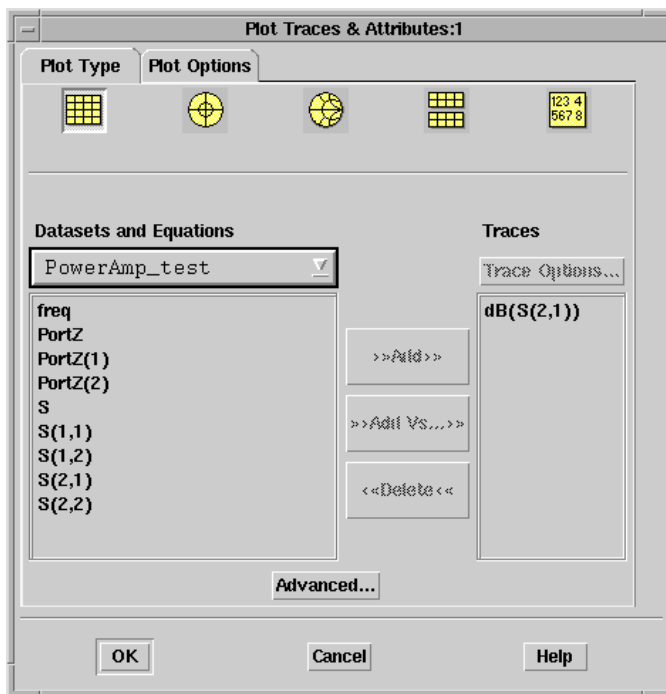 Plot Traces & Attributes:1
Plot Type
Plot Options
123 4
567 8
Datasets and Equations
Traces
PowerAmp_test
Trace Options...
freq
PortZ
PortZ(1)
PortZ(2)
S
S(1,1)
S(1,2)
S(2,1)
S(2,2)
>>Add>>
>>Add Vs...>>
<<Delete<<
dB(S(2,1))
Advanced...
OK
Cancel
Help